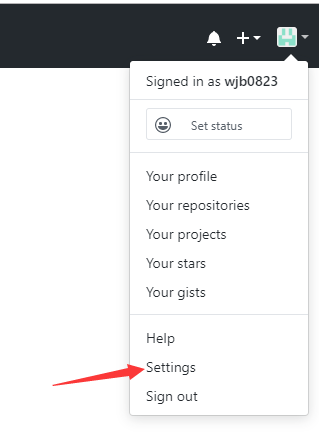 Signed in as wjb0823
Set status
Your profile
Your repositories
Your projects
Your stars
Your gists
Help
Settings
Sign out